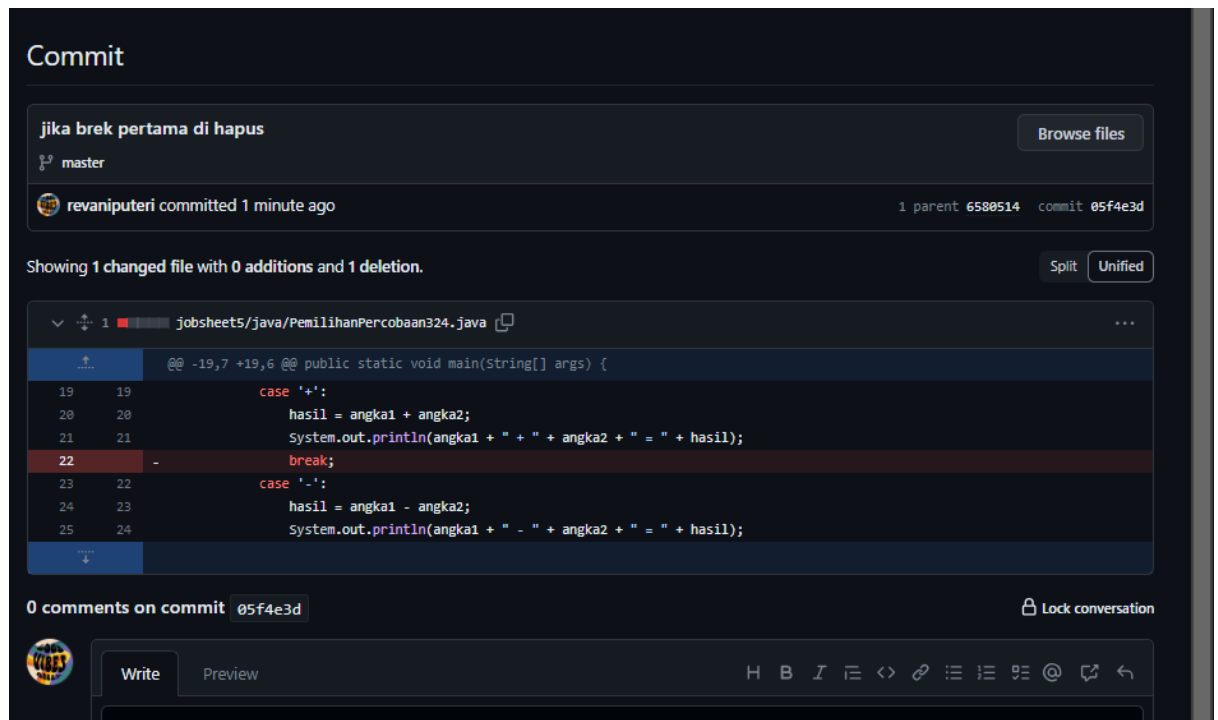 Commit
jika brek pertama di hapus
Browse files
master
revaniputeri committed 1 minute ago
1 parent 6580514 commit 05f4e3d
Showing 1 changed file with 0 additions and 1 deletion.
Split Unified
1 jobsheet5/java/PemilihanPercobaan324.java
@@ -19,7 +19,6 @@ public static void main(String[] args) {
19 19 case '+':
20 20 hasil = angka1 + angka2;
21 21 System.out.println(angka1 + " + " + angka2 + " = " + hasil);
22 - break;
23 22 case '-':
24 23 hasil = angka1 - angka2;
25 24 System.out.println(angka1 + " - " + angka2 + " = " + hasil);
0 comments on commit 05f4e3d
Lock conversation
Write Preview